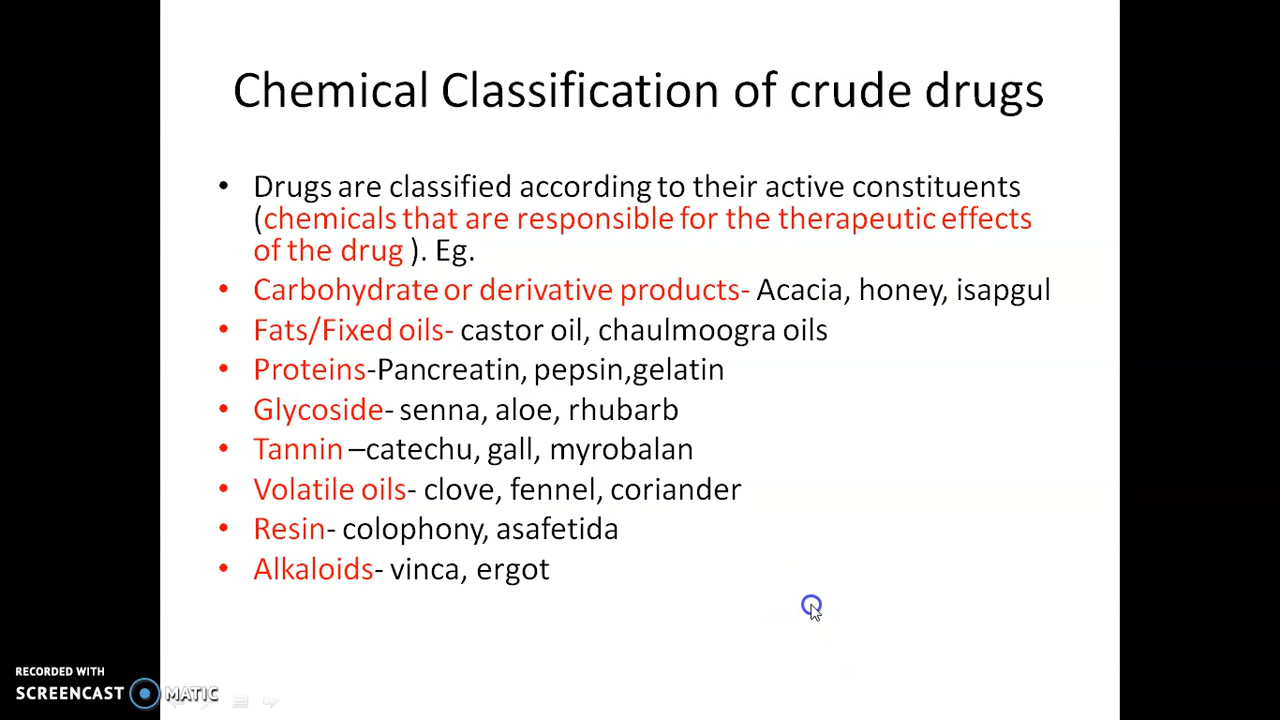 Chemical Classification of crude drugs
• Drugs are classified according to their active constituents
(chemicals that are responsible for the therapeutic effects
of the drug ). Eg.
• Carbohydrate or derivative products- Acacia, honey, isapgul
• Fats/Fixed oils- castor oil, chaulmoogra oils
• Proteins-Pancreatin, pepsin,gelatin
• Glycoside- senna, aloe, rhubarb
• Tannin –catechu, gall, myrobalan
• Volatile oils- clove, fennel, coriander
• Resin- colophony, asafetida
• Alkaloids- vinca, ergot
RECORDED WITH
SCREENCAST MATIC